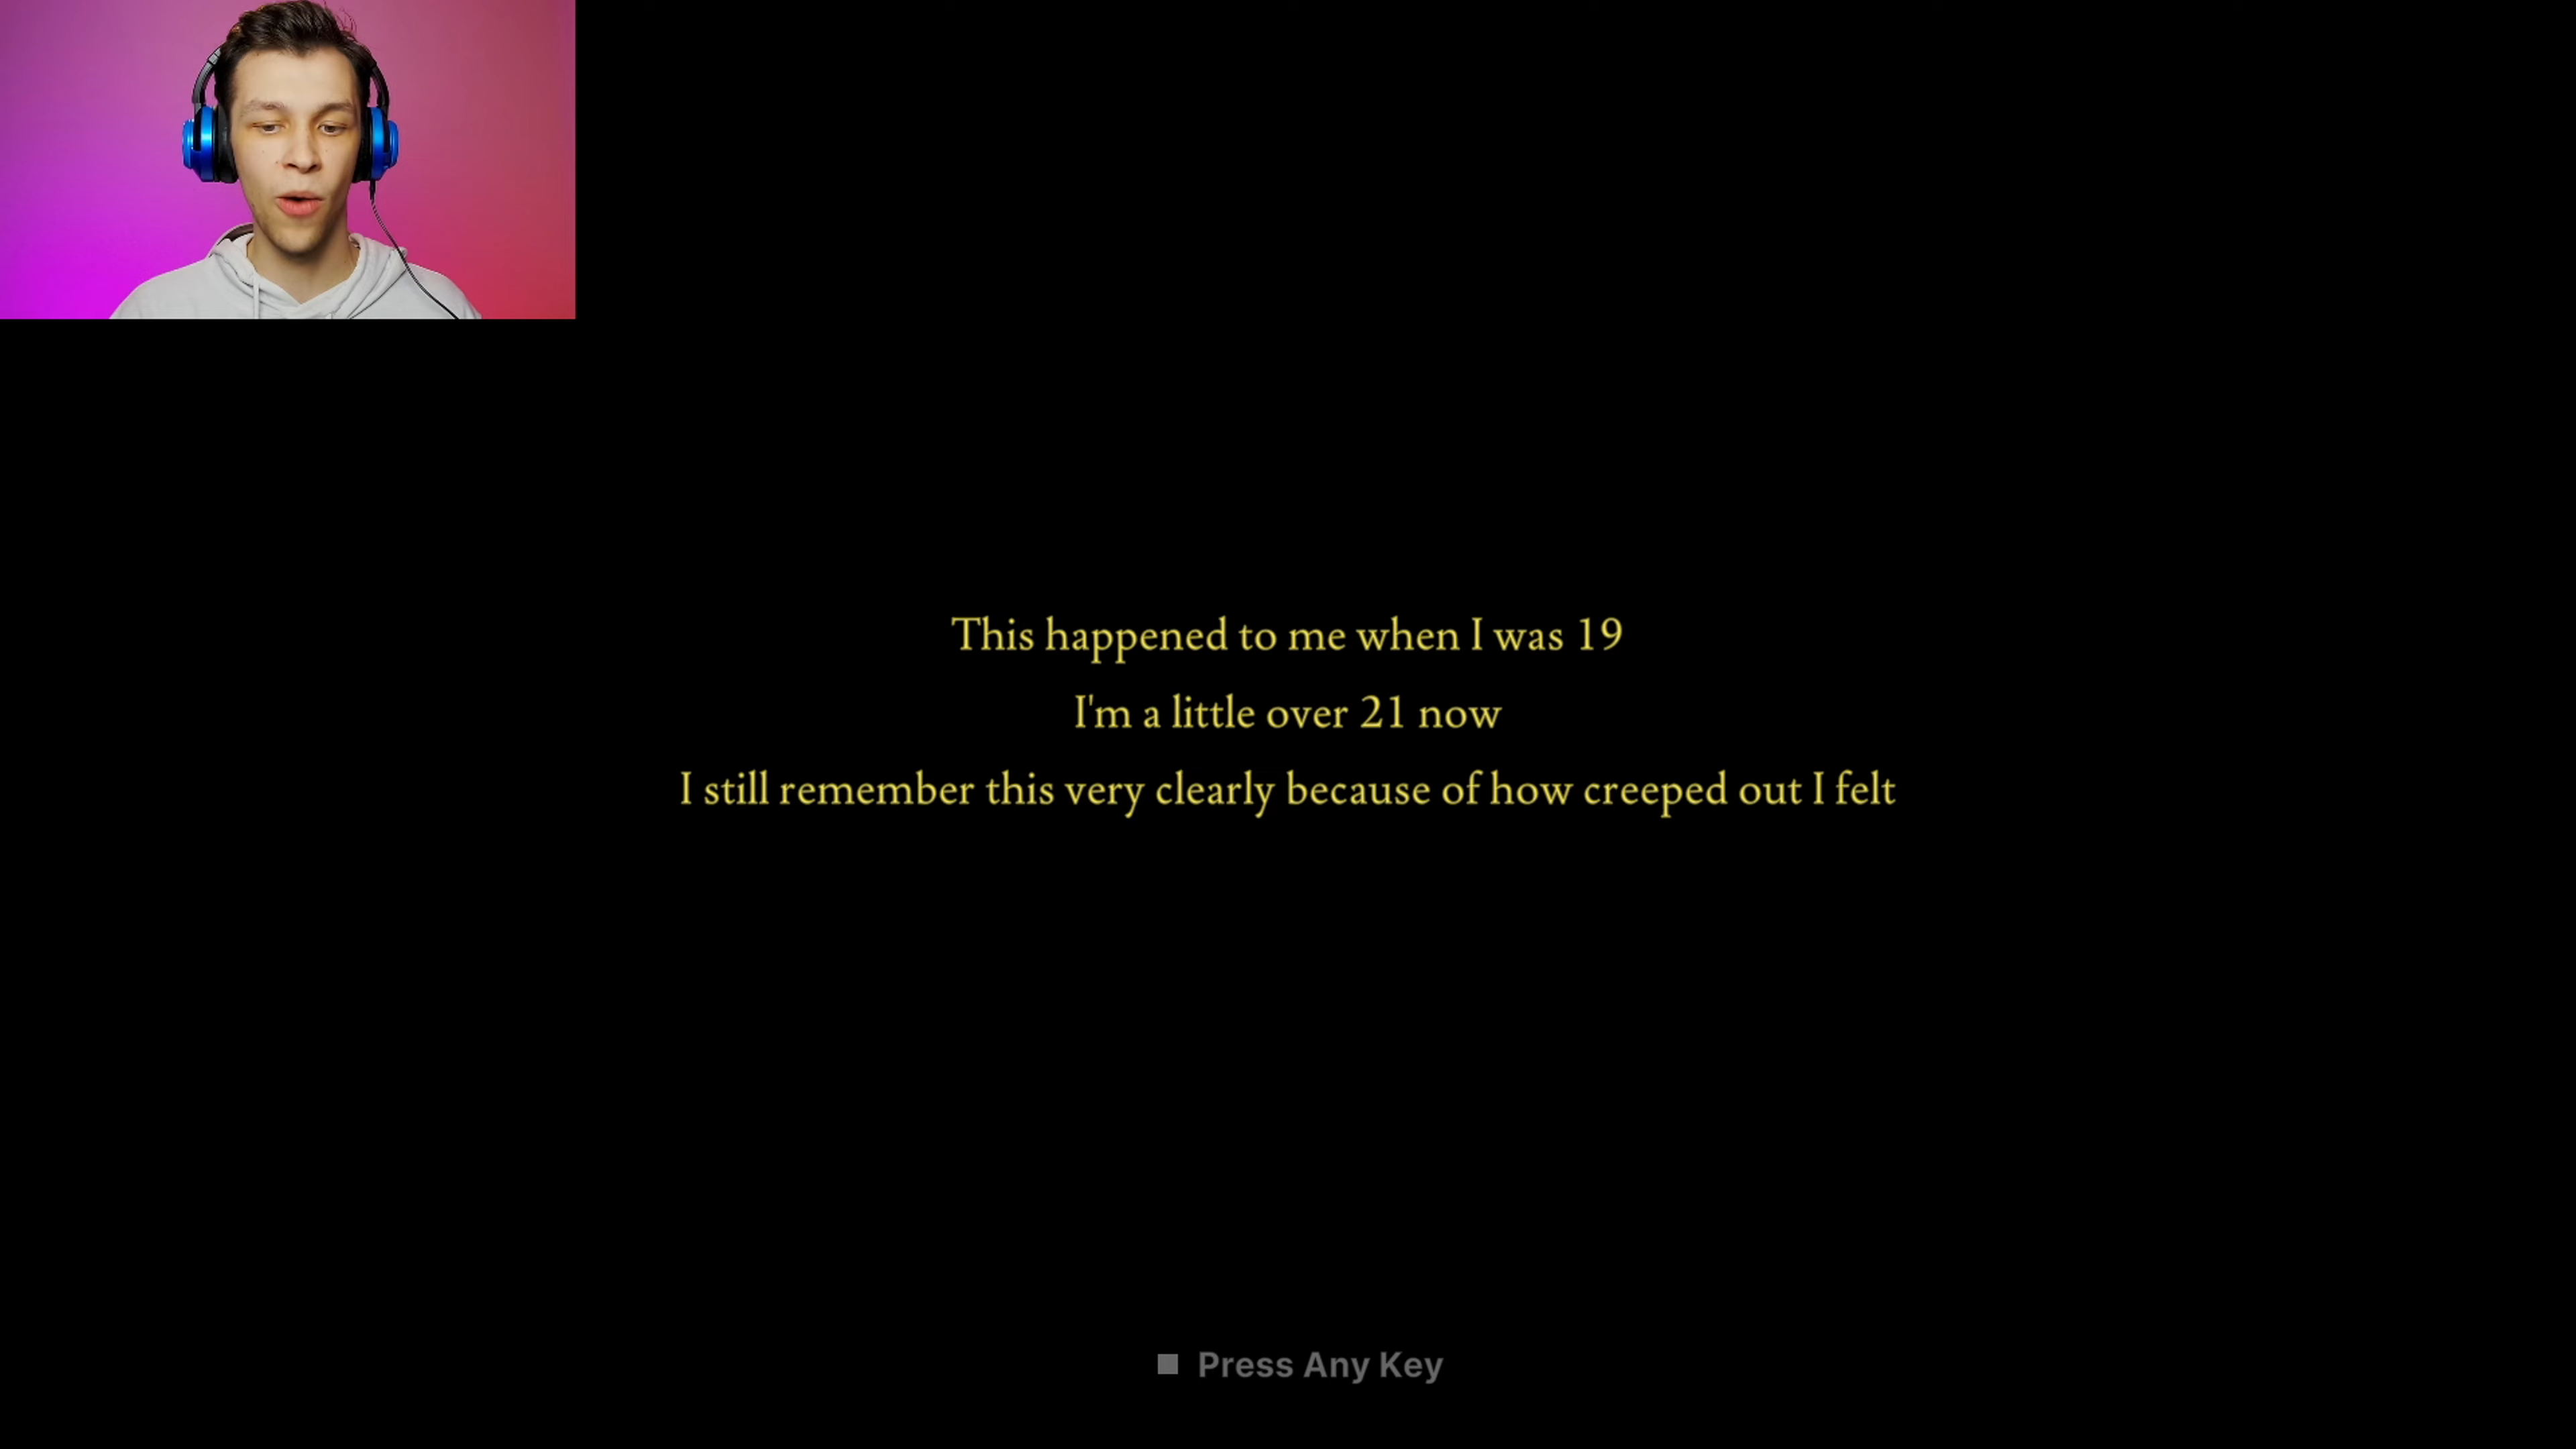 This happened to me when I was 19
I'm a little over 21 now
I still remember this very clearly because of how creeped out I felt
Press Any Key